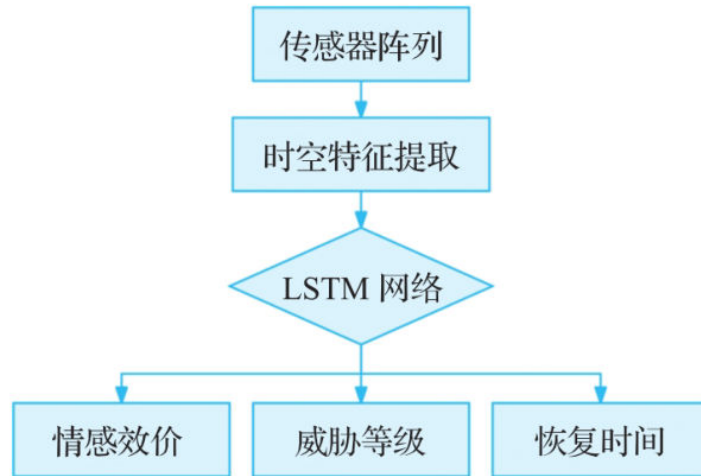 传感器阵列
时空特征提取
LSTM 网络
情感效价
威胁等级
恢复时间